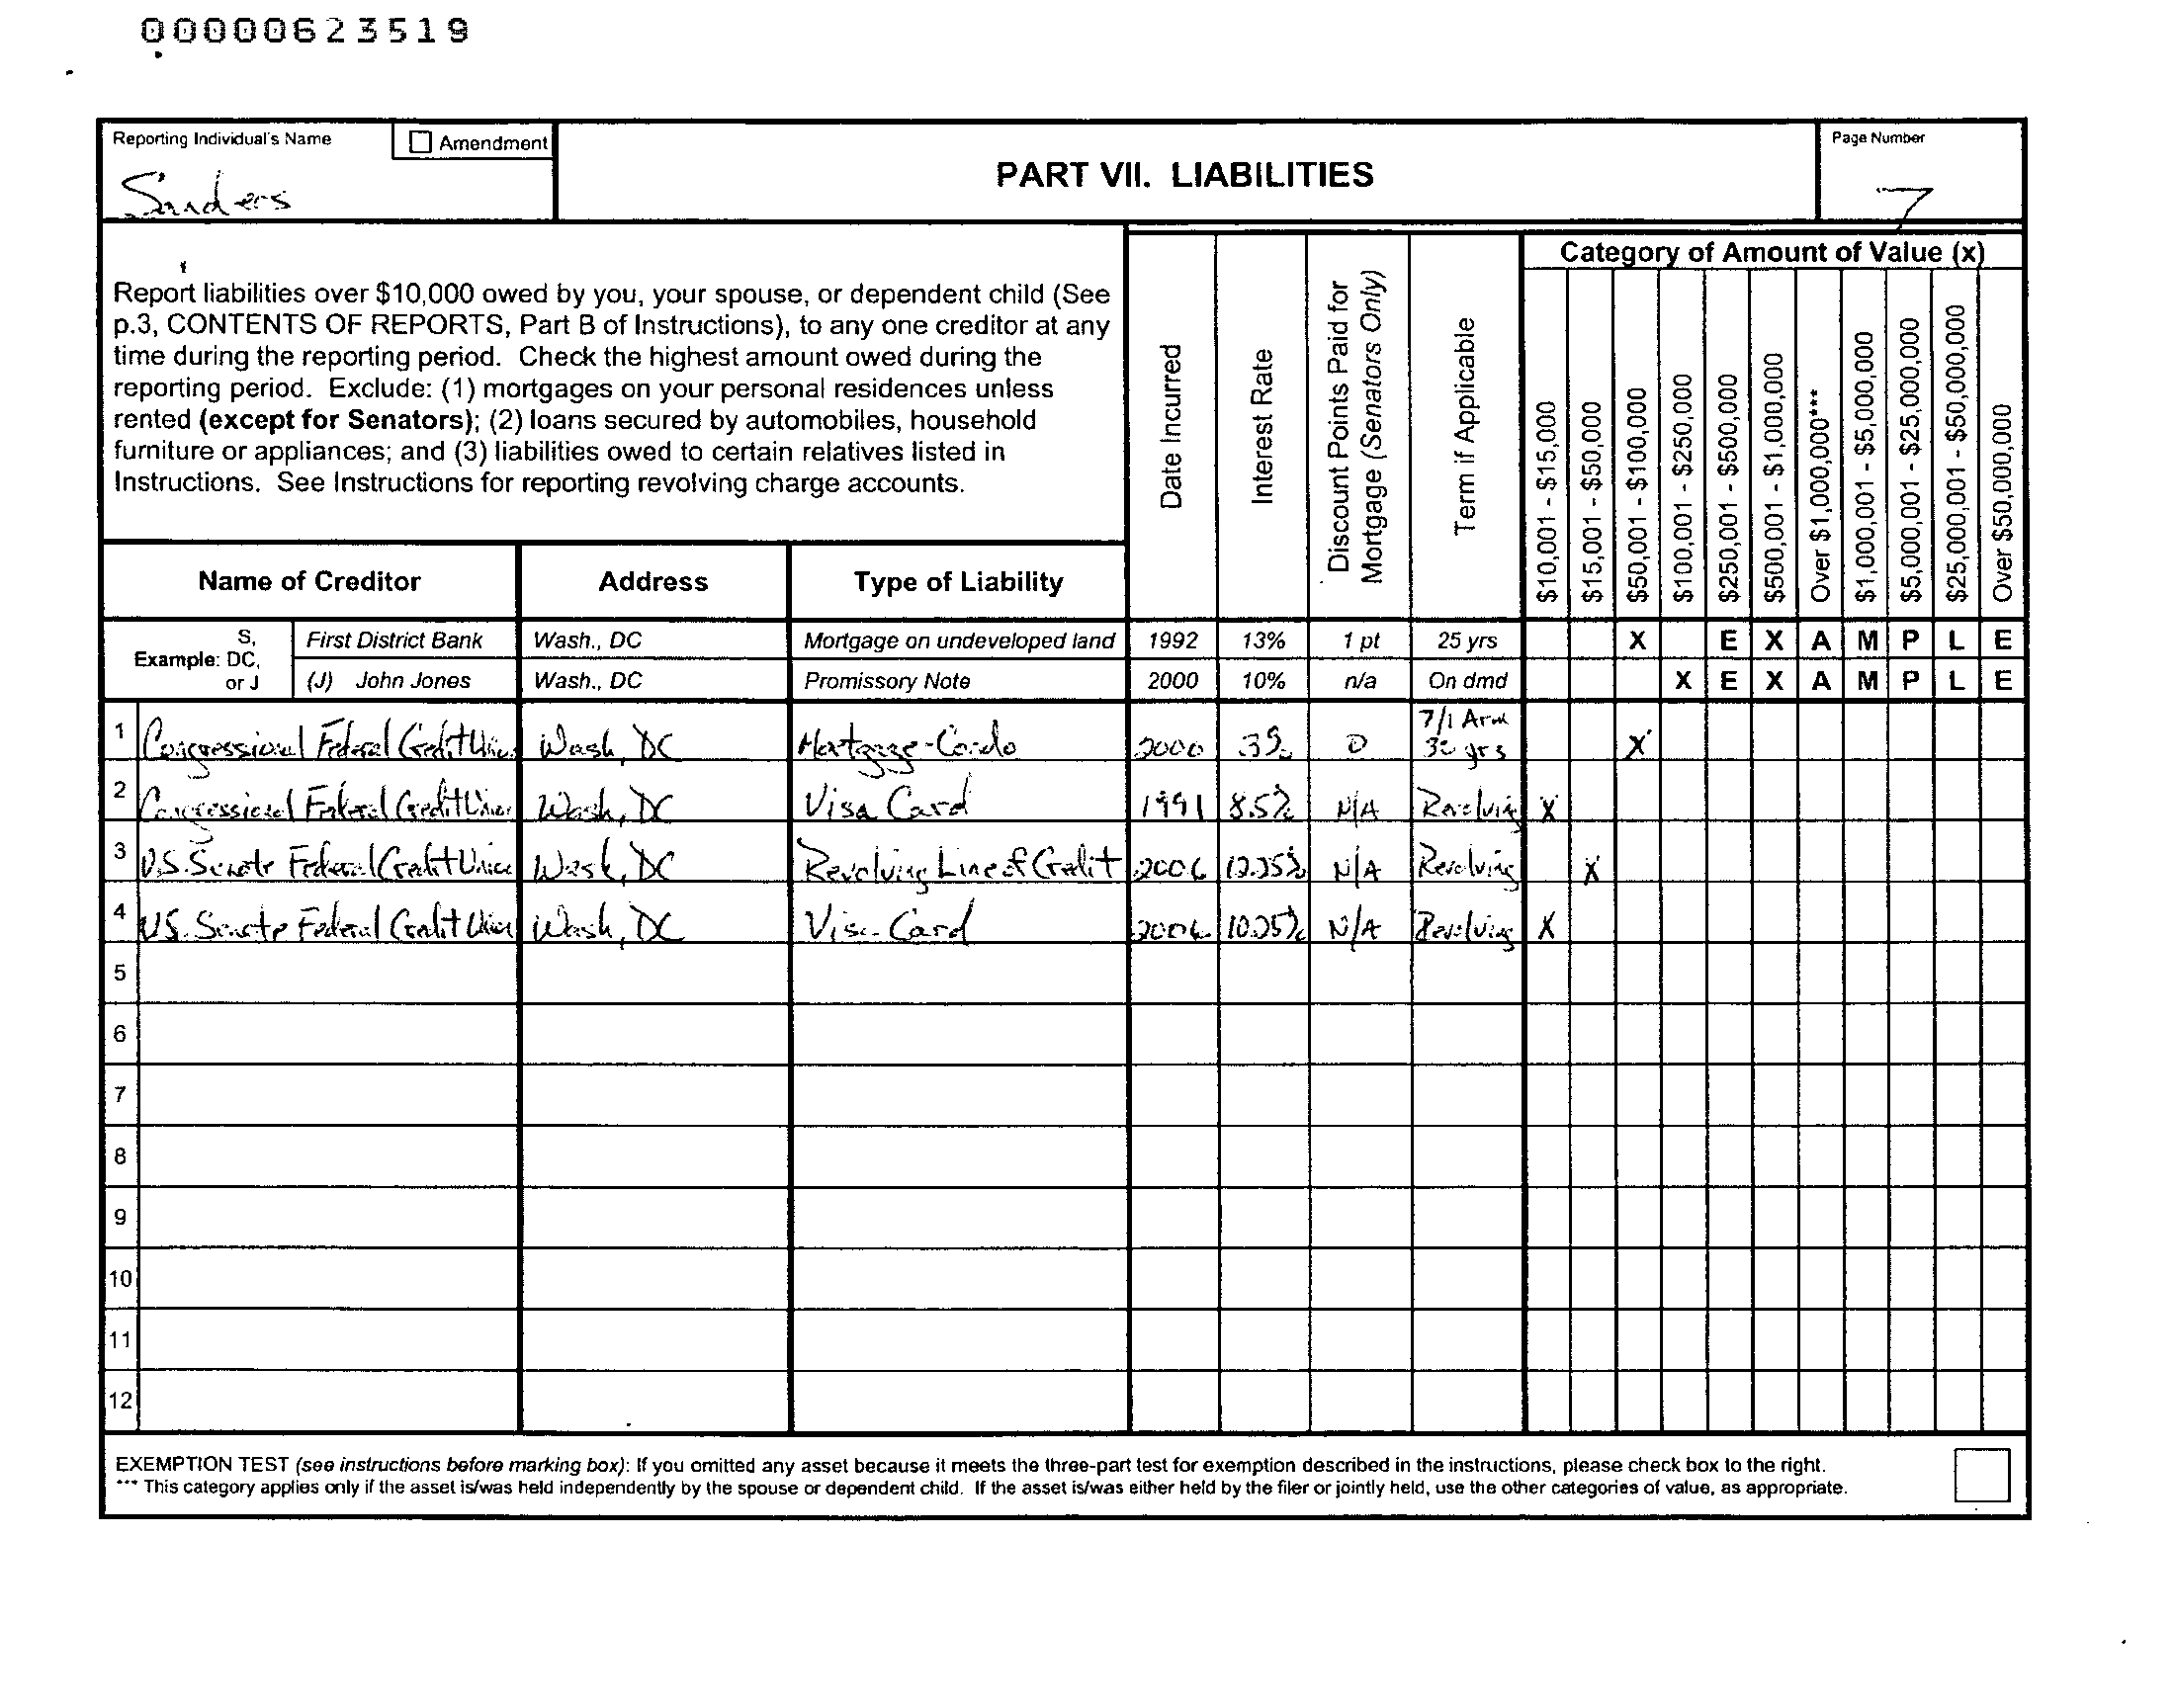 00000623519
Reporting Individual's Name
Amendment
Sanders
PART VII. LIABILITIES
Page Number
7
Report liabilities over $10,000 owed by you, your spouse, or dependent child (See
p.3, CONTENTS OF REPORTS, Part B of Instructions), to any one creditor at any
time during the reporting period. Check the highest amount owed during the
reporting period. Exclude: (1) mortgages on your personal residences unless
rented (except for Senators); (2) loans secured by automobiles, household
furniture or appliances; and (3) liabilities owed to certain relatives listed in
Instructions. See Instructions for reporting revolving charge accounts.
Date Incurred
Interest Rate
Discount Points Paid for
Mortgage (Senators Only)
Term if Applicable
Category of Amount of Value (x)
$10,001 - $15,000
$15,001 - $50,000
$50,001 - $100,000
$100,001 - $250,000
$250,001 - $500,000
$500,001 - $1,000,000
Over $1,000,000***
$1,000,001 - $5,000,000
$5,000,001 - $25,000,000
$25,000,001 - $50,000,000
Over $50,000,000
Name of Creditor Address Type of Liability
Example: S, DC, or J
First District Bank Wash., DC Mortgage on undeveloped land 1992 13% 1 pt 25 yrs X E X A M P L E
(J) John Jones Wash., DC Promissory Note 2000 10% n/a On dmd X E X A M P L E
1 Congressional Federal Credit Union Wash, DC Mortgage-Condo 2000 3% 0 7/1 Arm 30 yrs X
2 Congressional Federal Credit Union Wash, DC Visa Card 1991 8.5% N/A Revolving X
3 U.S. Senate Federal Credit Union Wash, DC Revolving Line of Credit 2006 N/A Revolving X
4 U.S. Senate Federal Credit Union Wash, DC Visa Card 2006 10.25% N/A Revolving X
5
6
7
8
9
10
11
12
EXEMPTION TEST (see instructions before marking box): If you omitted any asset because it meets the three-part test for exemption described in the instructions, please check box to the right.
*** This category applies only if the asset is/was held independently by the spouse or dependent child. If the asset is/was either held by the filer or jointly held, use the other categories of value, as appropriate.